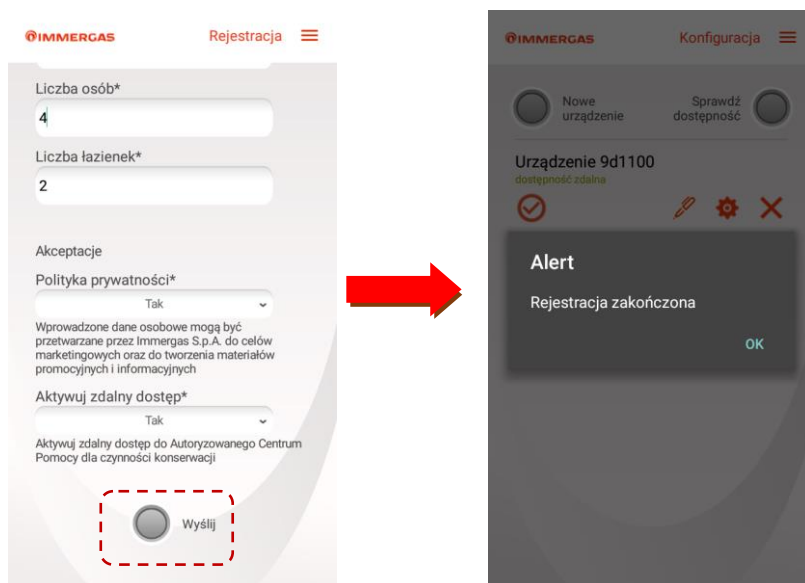 IMMERGAS
Rejestracja
Liczba osób*
4
Liczba łazienek*
2
Akceptacje
Polityka prywatności*
Tak
Wprowadzone dane osobowe mogą być
przetwarzane przez Immergas S.p.A. do celów
marketingowych oraz do tworzenia materiałów
promocyjnych i informacyjnych
Aktywuj zdalny dostęp*
Tak
Aktywuj zdalny dostęp do Autoryzowanego Centrum
Pomocy dla czynności konserwacji
Wyślij
IMMERGAS
Konfiguracja
Nowe
urządzenie
Sprawdź
dostępność
Urządzenie 9d1100
dostępność zdalna
Alert
Rejestracja zakończona
OK